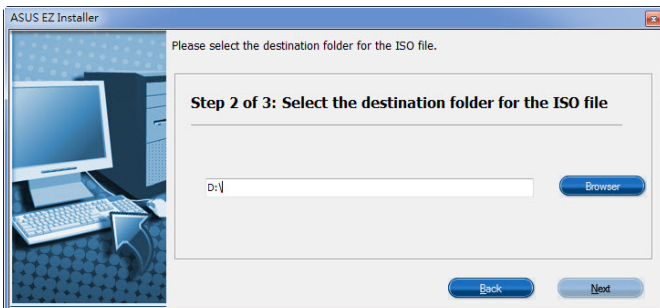 ASUS EZ Installer
Please select the destination folder for the ISO file.
Step 2 of 3: Select the destination folder for the ISO file
D:\
Browser
Back
Next